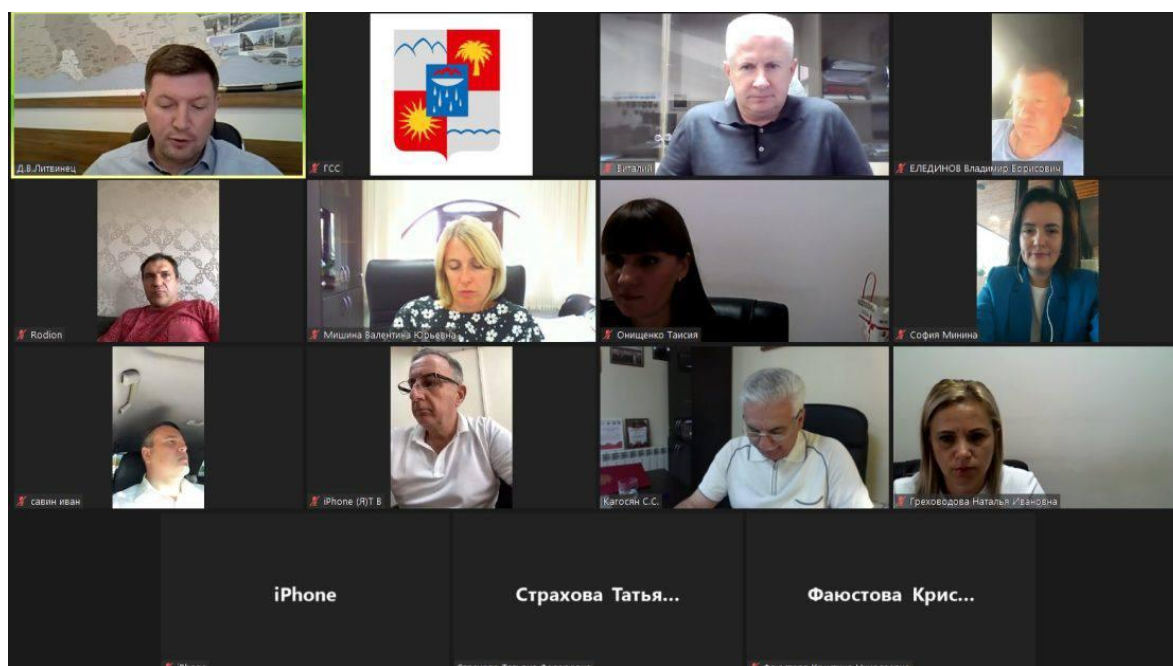 Д.В.Литвинец
ГСС
Виталий
ЕЛЕДИНОВ Владимир Борисович
Rodion
Мишина Валентина Юрьевна
Онищенко Таисия
София Минина
савин иван
iPhone (Я)Т В
Кагосян С.С.
Греховодова Наталья Ивановна
iPhone
Страхова Татья...
Фаюстова Крис...
iPhone